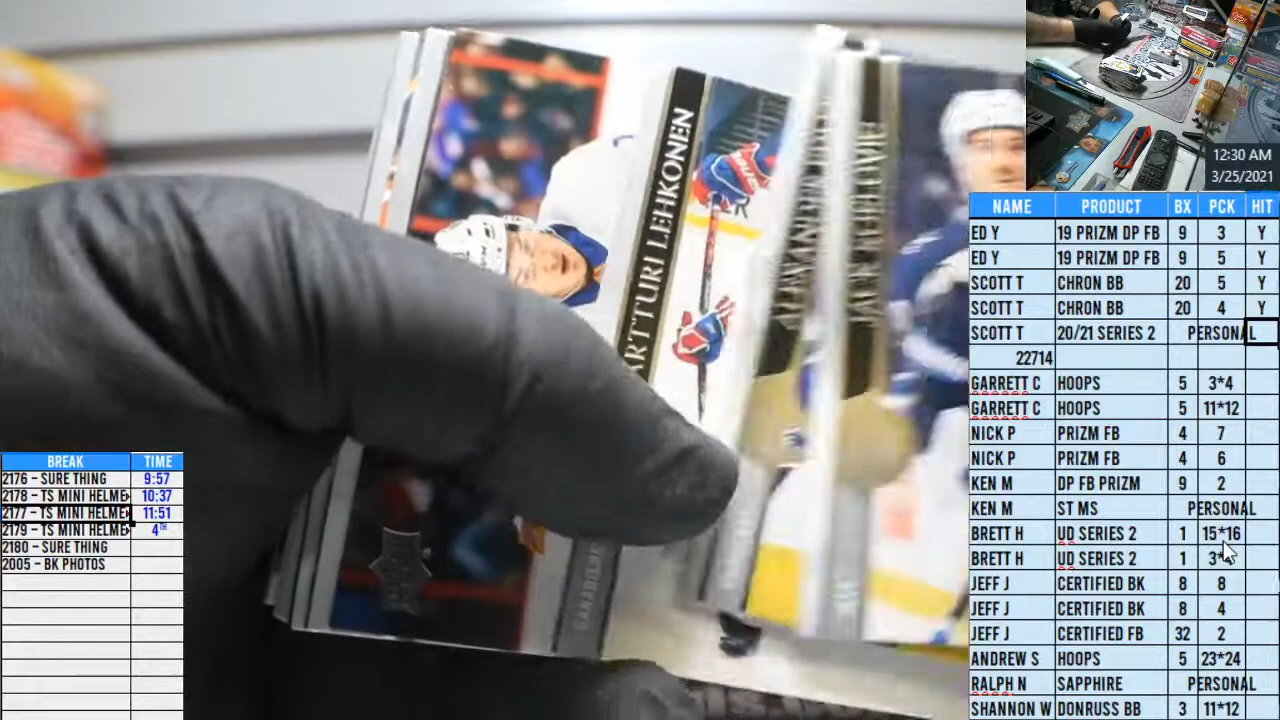 ARTTURI LEHKONEN
12:30 AM
3/25/2021
NAME PRODUCT BX PCK HIT
ED Y 19 PRIZM DP FB 9 3 Y
ED Y 19 PRIZM DP FB 9 5 Y
SCOTT T CHRON BB 20 5 Y
SCOTT T CHRON BB 20 4 Y
SCOTT T 20/21 SERIES 2 PERSONAL
22714
GARRETT C HOOPS 5 3*4
GARRETT C HOOPS 5 11*12
NICK P PRIZM FB 4 7
NICK P PRIZM FB 4 6
KEN M DP FB PRIZM 9 2
KEN M ST MS PERSONAL
BRETT H UD SERIES 2 1 15*16
BRETT H UD SERIES 2 1
JEFF J CERTIFIED BK 8 8
JEFF J CERTIFIED BK 8 4
JEFF J CERTIFIED FB 32 2
ANDREW S HOOPS 5 23*24
RALPH N SAPPHIRE PERSONAL
SHANNON W DONRUSS BB 3 11*12
BREAK TIME
2176 – SURE THING 9:57
2178 – TS MINI HELME 10:37
2177 – TS MINI HELME 11:51
2179 – TS MINI HELME 4TH
2180 – SURE THING
2005 – BK PHOTOS